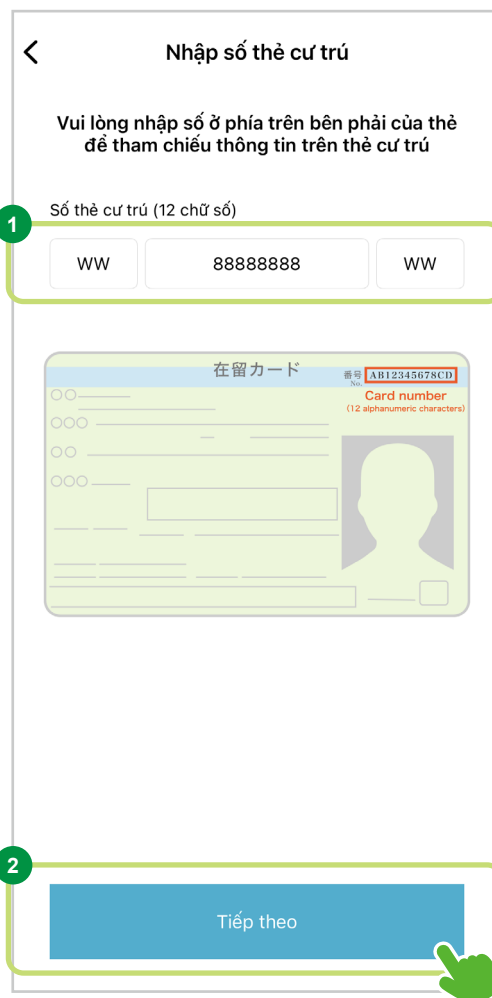 Nhập số thẻ cư trú
Vui lòng nhập số ở phía trên bên phải của thẻ
để tham chiếu thông tin trên thẻ cư trú
Số thẻ cư trú (12 chữ số)
1
WW 88888888 WW
在留カード 番号 No. AB12345678CD
Card number
(12 alphanumeric characters)
2
Tiếp theo